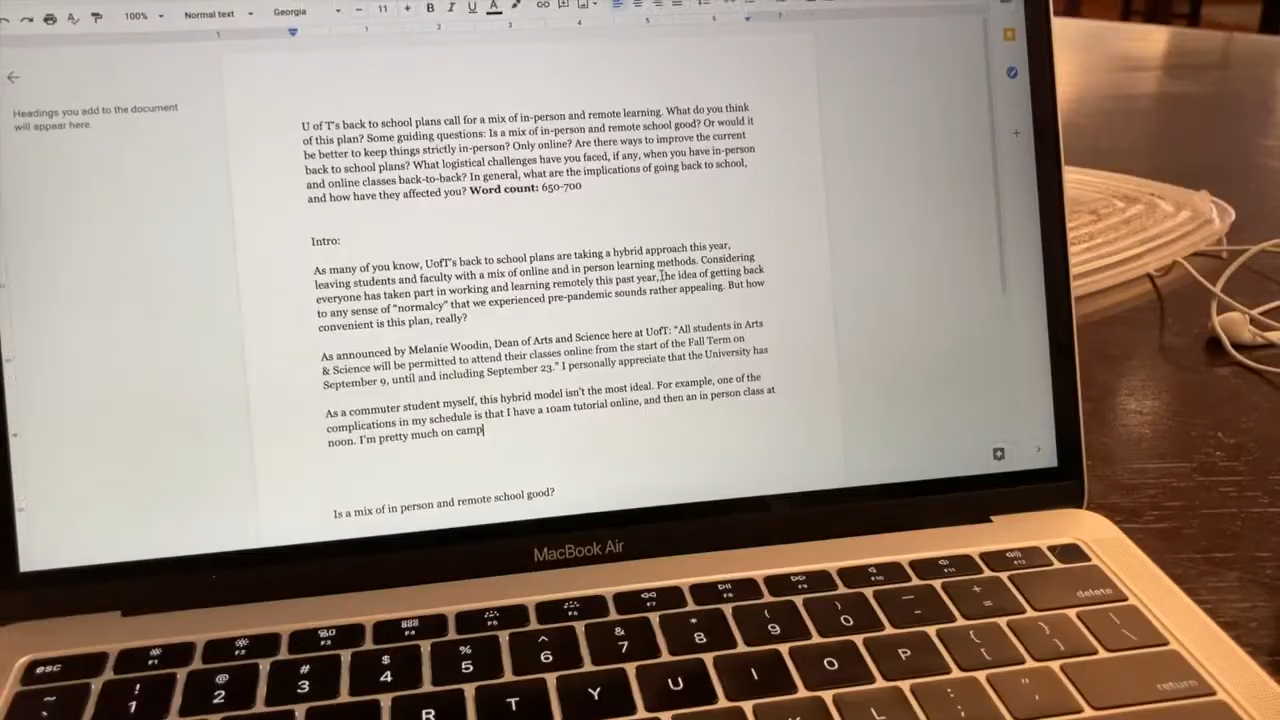 100%
Normal text
Georgia
11
B I U A
1 1 2 3 4 5 6 7
Headings you add to the document
will appear here.
U of T's back to school plans call for a mix of in-person and remote learning. What do you think
of this plan? Some guiding questions: Is a mix of in-person and remote school good? Or would it
be better to keep things strictly in-person? Only online? Are there ways to improve the current
back to school plans? What logistical challenges have you faced, if any, when you have in-person
and online classes back-to-back? In general, what are the implications of going back to school,
and how have they affected you? Word count: 650-700
Intro:
As many of you know, UofT's back to school plans are taking a hybrid approach this year,
leaving students and faculty with a mix of online and in person learning methods. Considering
everyone has taken part in working and learning remotely this past year, The idea of getting back
to any sense of "normalcy" that we experienced pre-pandemic sounds rather appealing. But how
convenient is this plan, really?
As announced by Melanie Woodin, Dean of Arts and Science here at UofT: "All students in Arts
& Science will be permitted to attend their classes online from the start of the Fall Term on
September 9, until and including September 23." I personally appreciate that the University has
As a commuter student myself, this hybrid model isn't the most ideal. For example, one of the
complications in my schedule is that I have a 10am tutorial online, and then an in person class at
noon. I'm pretty much on camp
Is a mix of in person and remote school good?
MacBook Air
esc F1 F2 F3 F4 F5 F6 F7 F8 F9 F10 F11 F12
~ ! 1 @ 2 # 3 $ 4 % 5 ^ 6 & 7 * 8 ( 9 ) 0 _ - + = delete
R T Y U I O P { [ } ] | \
L : ; " ' return